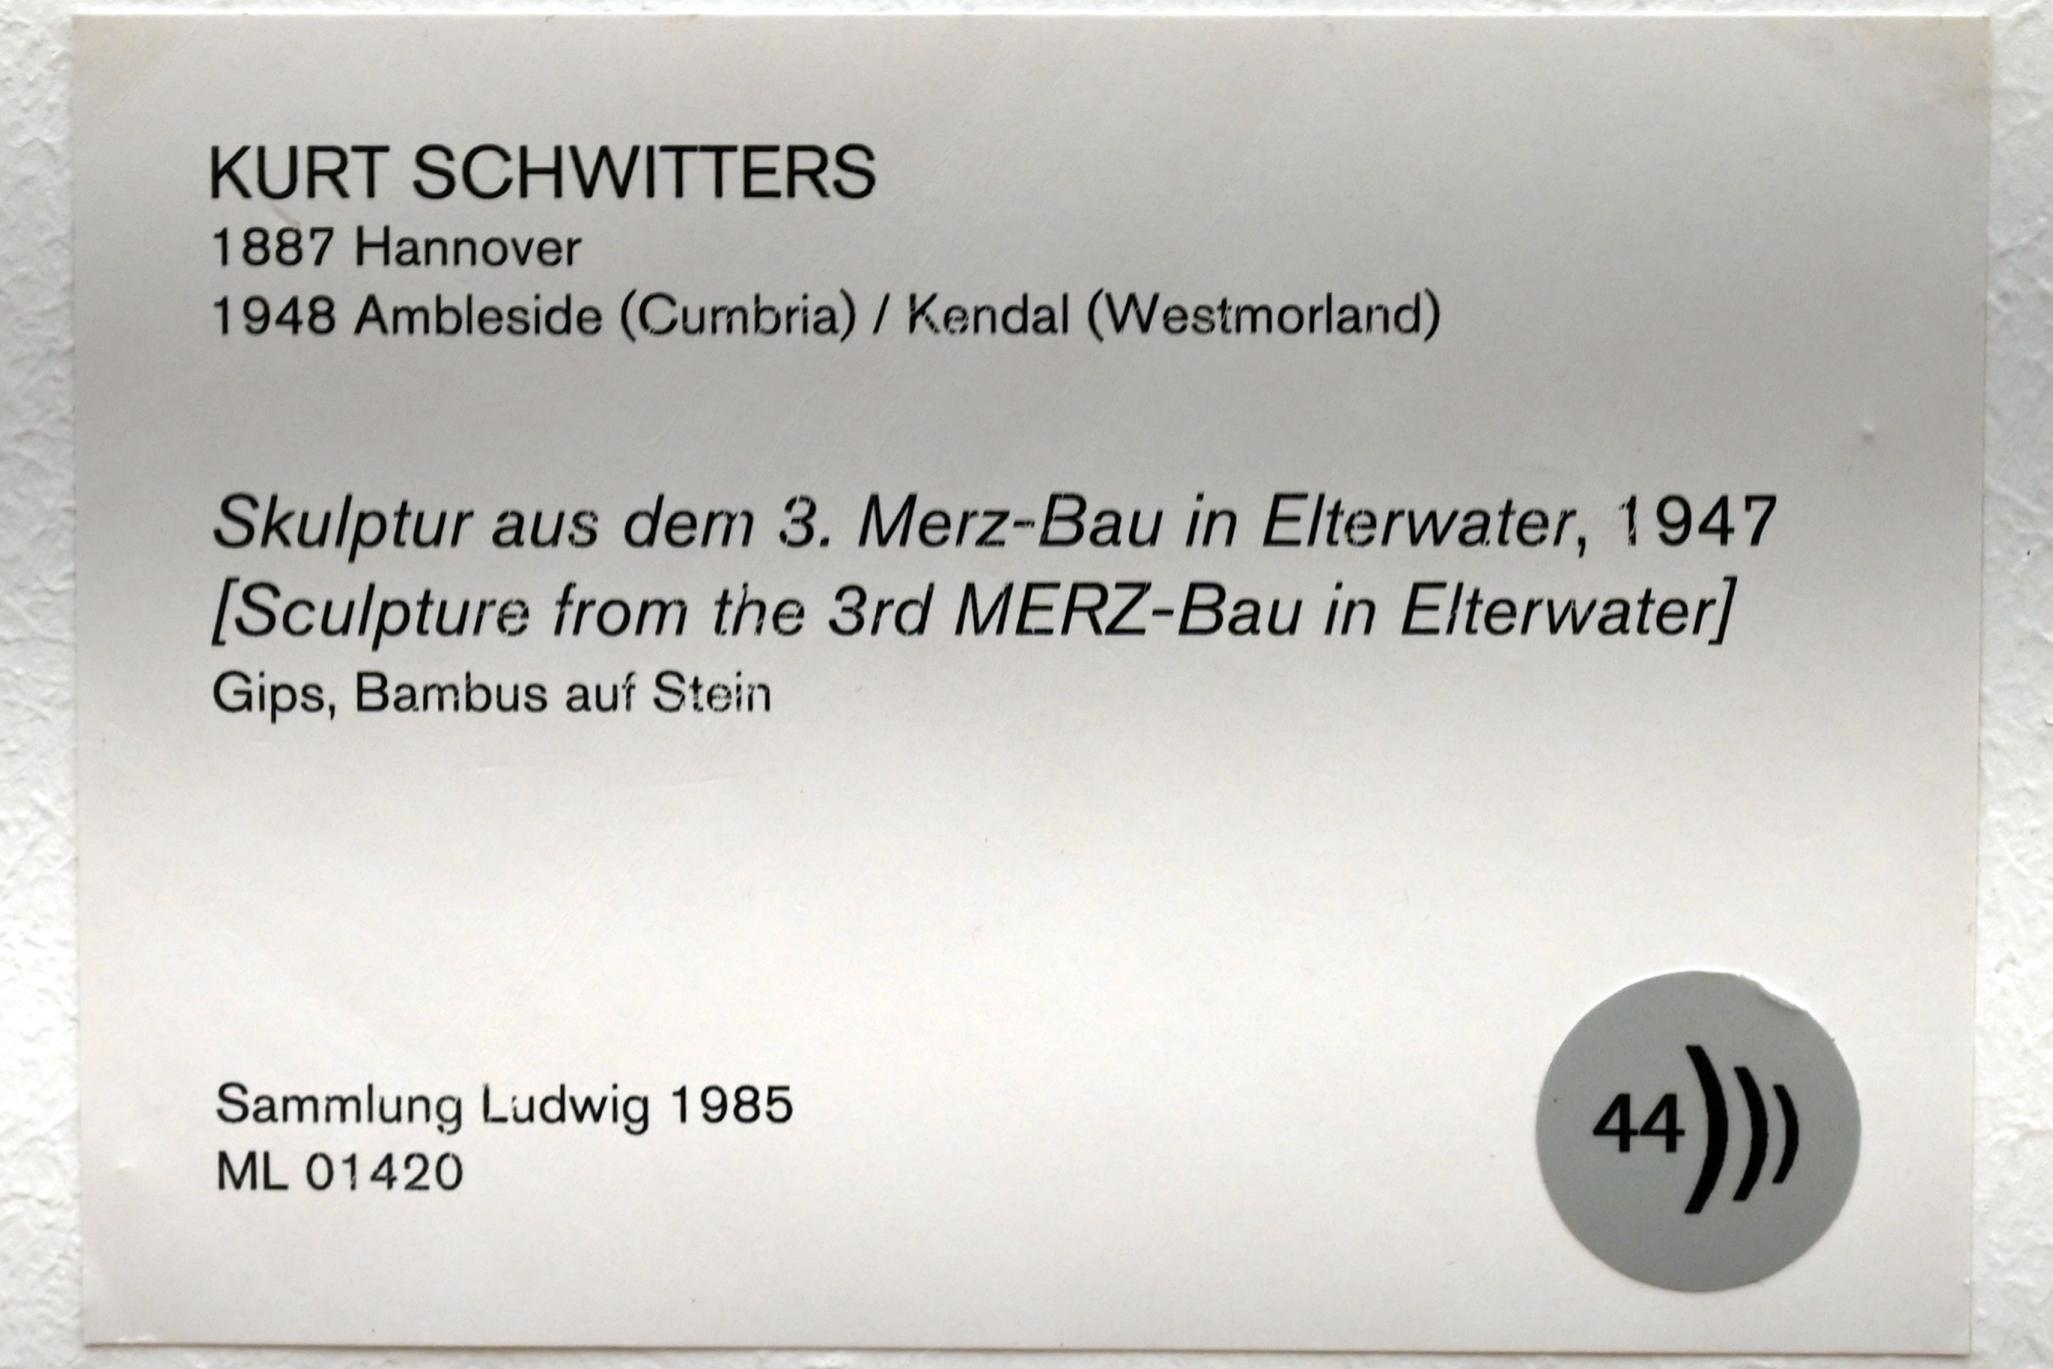 KURT SCHWITTERS
1887 Hannover
1948 Ambleside (Cumbria) / Kendal (Westmorland)
Skulptur aus dem 3. Merz-Bau in Elterwater, 1947
[Sculpture from the 3rd MERZ-Bau in Elterwater]
Gips, Bambus auf Stein
Sammlung Ludwig 1985
ML 01420
44